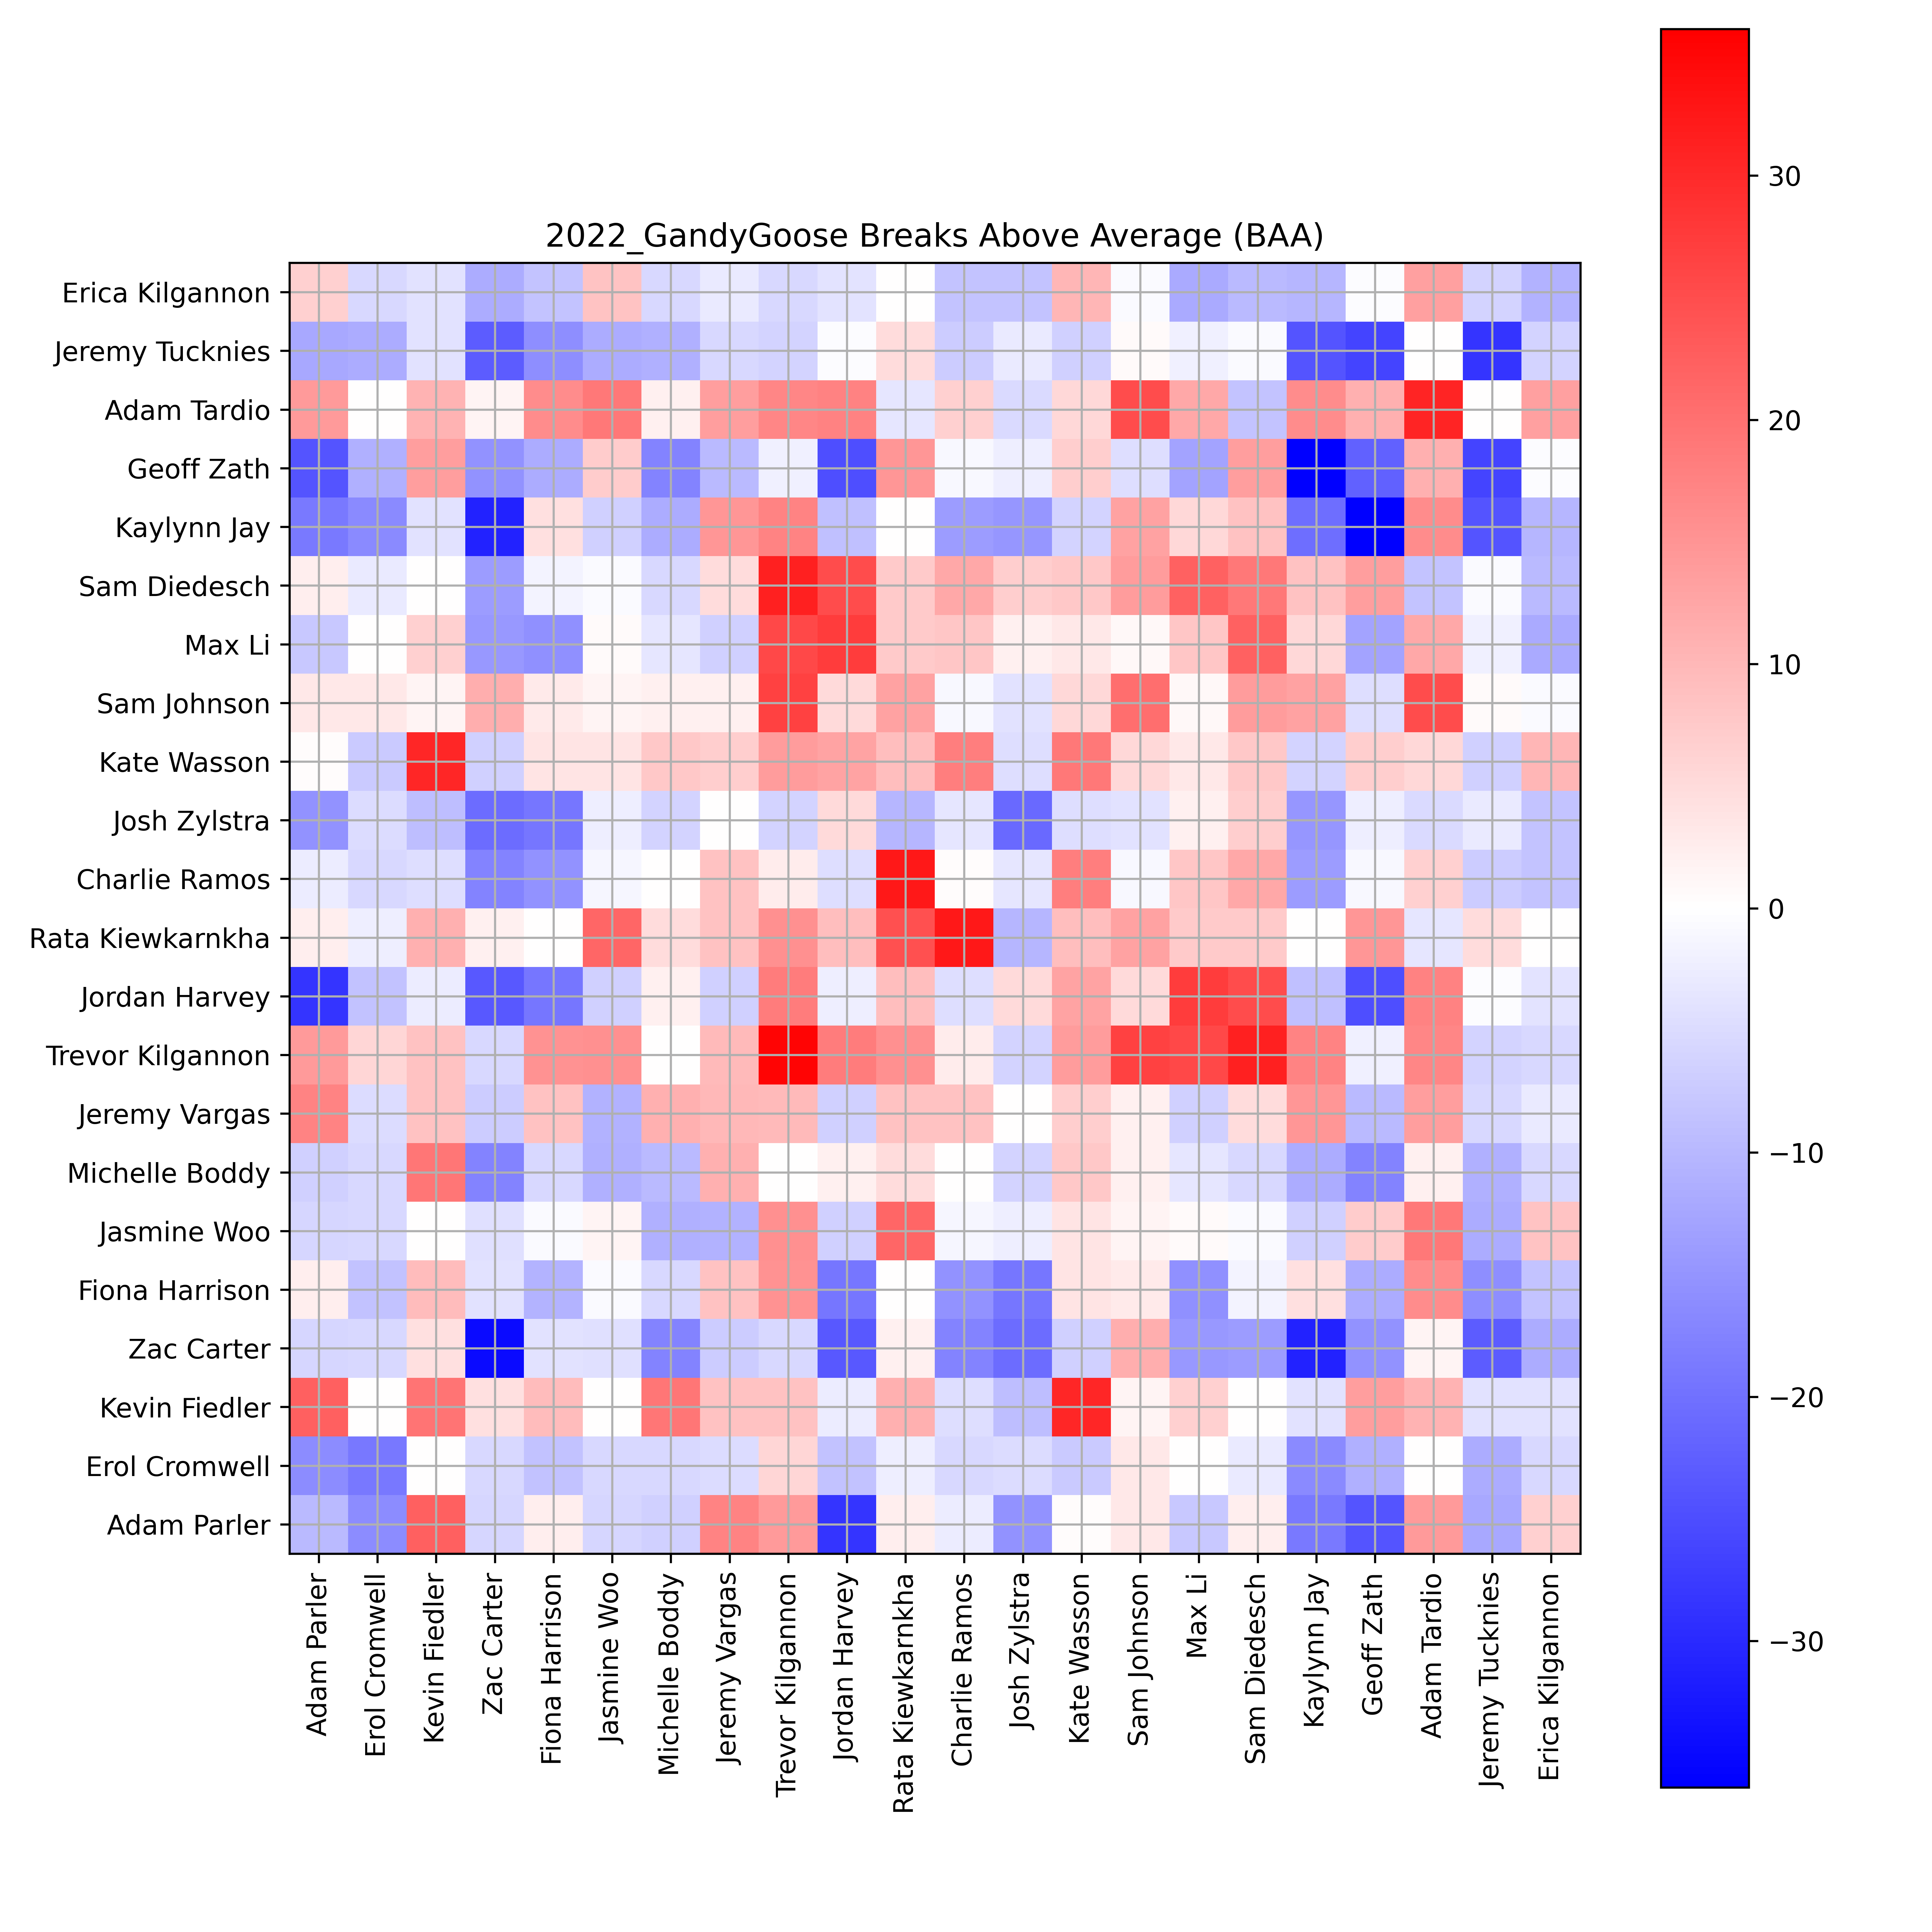 2022_GandyGoose Breaks Above Average (BAA)
Erica Kilgannon
Jeremy Tucknies
Adam Tardio
Geoff Zath
Kaylynn Jay
Sam Diedesch
Max Li
Sam Johnson
Kate Wasson
Josh Zylstra
Charlie Ramos
Rata Kiewkarnkha
Jordan Harvey
Trevor Kilgannon
Jeremy Vargas
Michelle Boddy
Jasmine Woo
Fiona Harrison
Zac Carter
Kevin Fiedler
Erol Cromwell
Adam Parler
Adam Parler
Erol Cromwell
Kevin Fiedler
Zac Carter
Fiona Harrison
Jasmine Woo
Michelle Boddy
Jeremy Vargas
Trevor Kilgannon
Jordan Harvey
Rata Kiewkarnkha
Charlie Ramos
Josh Zylstra
Kate Wasson
Sam Johnson
Max Li
Sam Diedesch
Kaylynn Jay
Geoff Zath
Adam Tardio
Jeremy Tucknies
Erica Kilgannon
30
20
10
0
−10
−20
−30